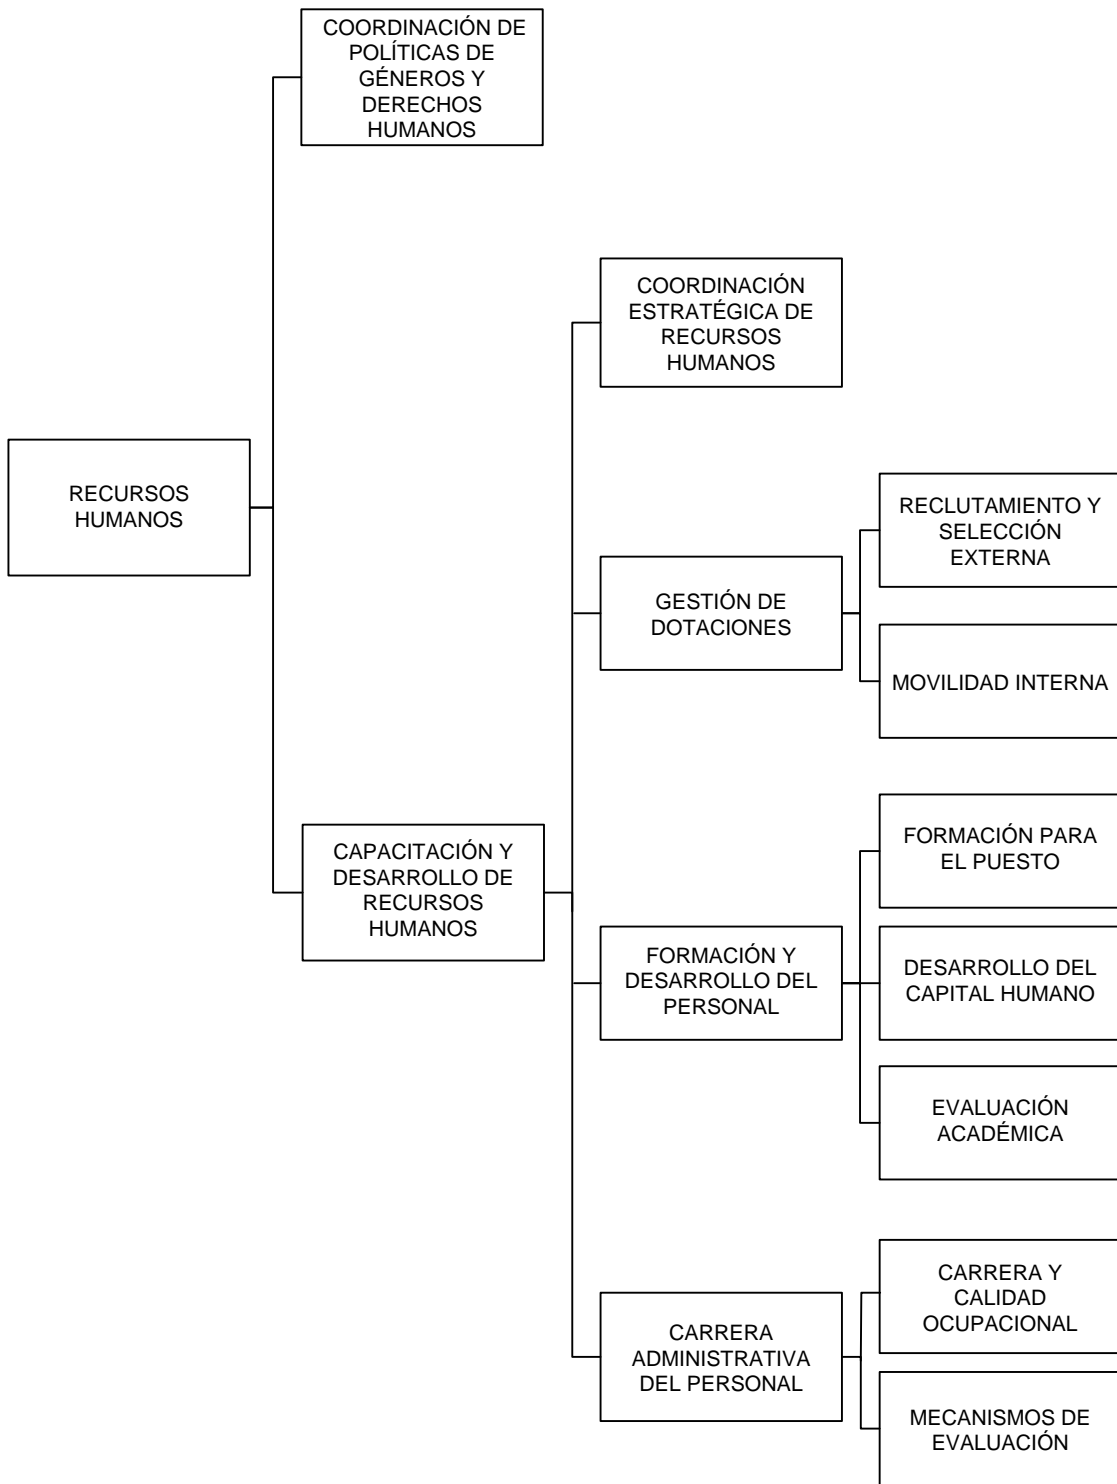 COORDINACIÓN DE
POLÍTICAS DE
GÉNEROS Y
DERECHOS
HUMANOS
COORDINACIÓN
ESTRATÉGICA DE
RECURSOS
HUMANOS
RECURSOS
HUMANOS
RECLUTAMIENTO Y
SELECCIÓN
EXTERNA
GESTIÓN DE
DOTACIONES
MOVILIDAD INTERNA
CAPACITACIÓN Y
DESARROLLO DE
RECURSOS
HUMANOS
FORMACIÓN PARA
EL PUESTO
FORMACIÓN Y
DESARROLLO DEL
PERSONAL
DESARROLLO DEL
CAPITAL HUMANO
EVALUACIÓN
ACADÉMICA
CARRERA Y
CALIDAD
OCUPACIONAL
CARRERA
ADMINISTRATIVA
DEL PERSONAL
MECANISMOS DE
EVALUACIÓN